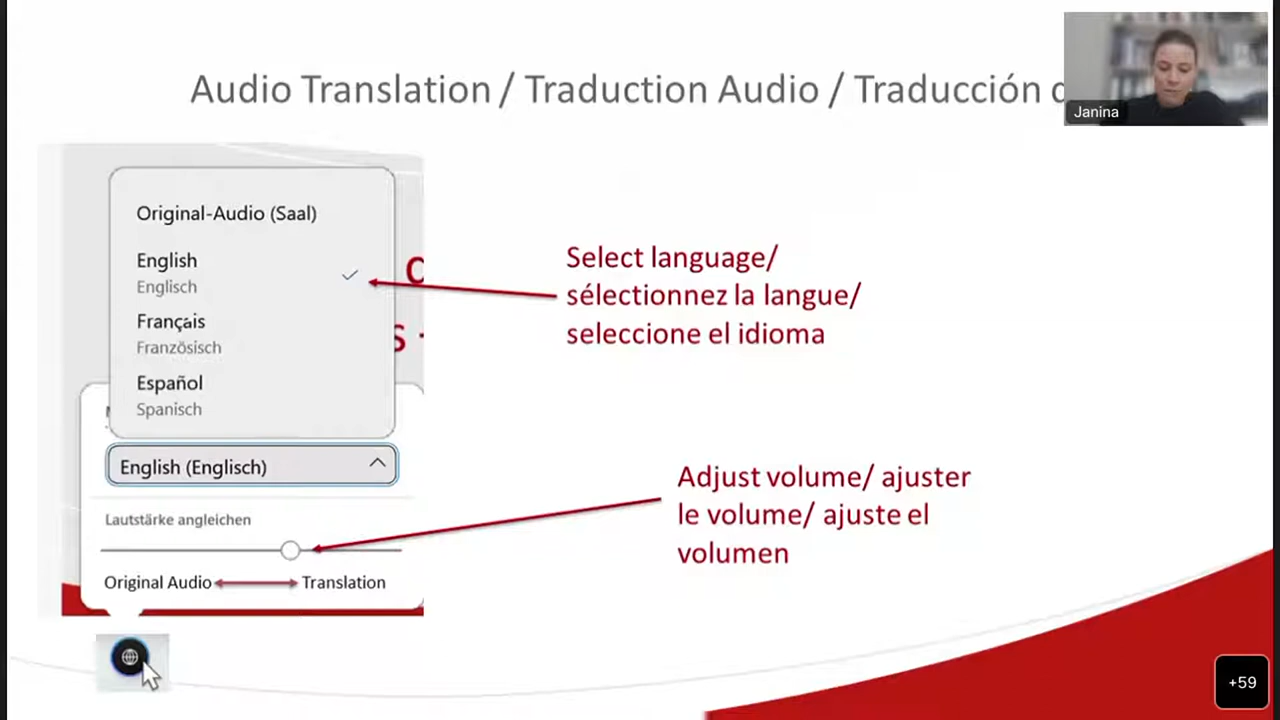 Audio Translation / Traduction Audio / Traducción
Janina
Original-Audio (Saal)
English
Englisch
Français
Französisch
Español
Spanisch
English (Englisch)
Lautstärke angleichen
Original Audio Translation
Select language/
sélectionnez la langue/
seleccione el idioma
Adjust volume/ ajuster
le volume/ ajuste el
volumen
+59